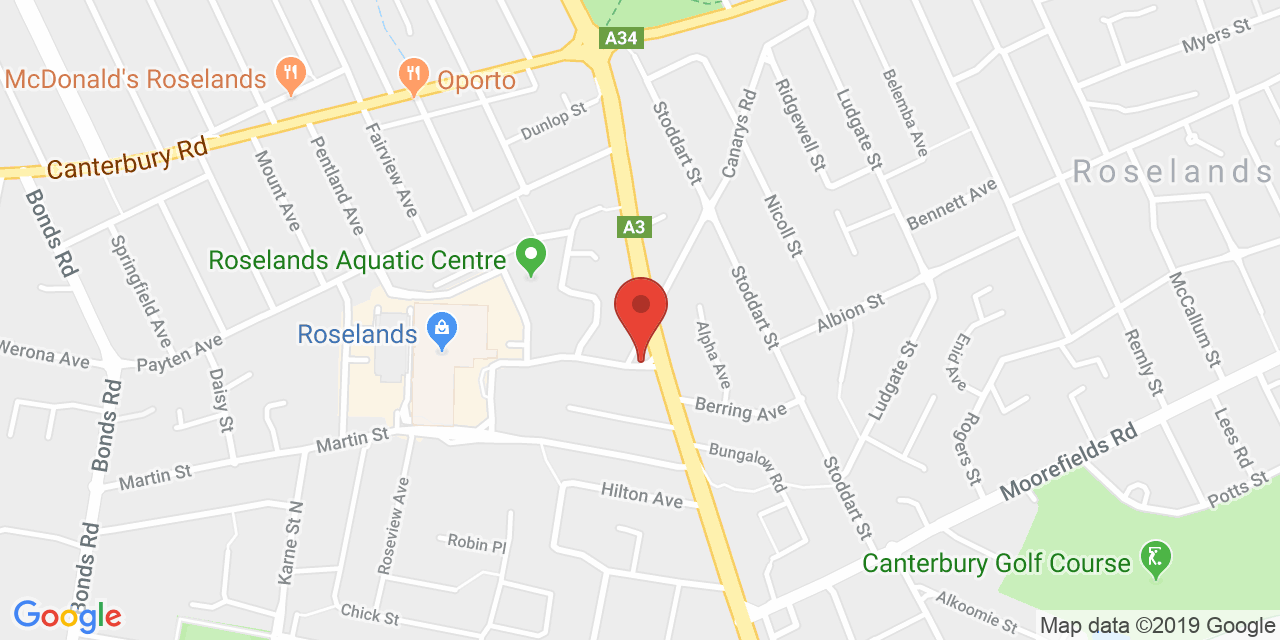 A34
Myers St
McDonald's Roselands
Oporto
Belemba Ave
Ludgate St
Ridgewell St
Canarys Rd
Stoddart St
Dunlop St
Canterbury Rd
Fairview Ave
Pentland Ave
Mount Ave
Roselands
Bennett Ave
Nicoll St
A3
Bonds Rd
Springfield Ave
Roselands Aquatic Centre
Stoddart St
Albion St
McCallum St
Remly St
Roselands
Alpha Ave
Enid Ave
Werona Ave
Payten Ave
Ludgate St
Daisy St
Bonds Rd
Berring Ave
Rogers St
Lees Rd
Martin St
Moorefields Rd
Martin St
Bungalow Rd
Stoddart St
Potts St
Hilton Ave
Roseview Ave
Karne St N
Robin Pl
Bonds Rd
Canterbury Golf Course
Chick St
Alkoomie St
Google
Map data ©2019 Google